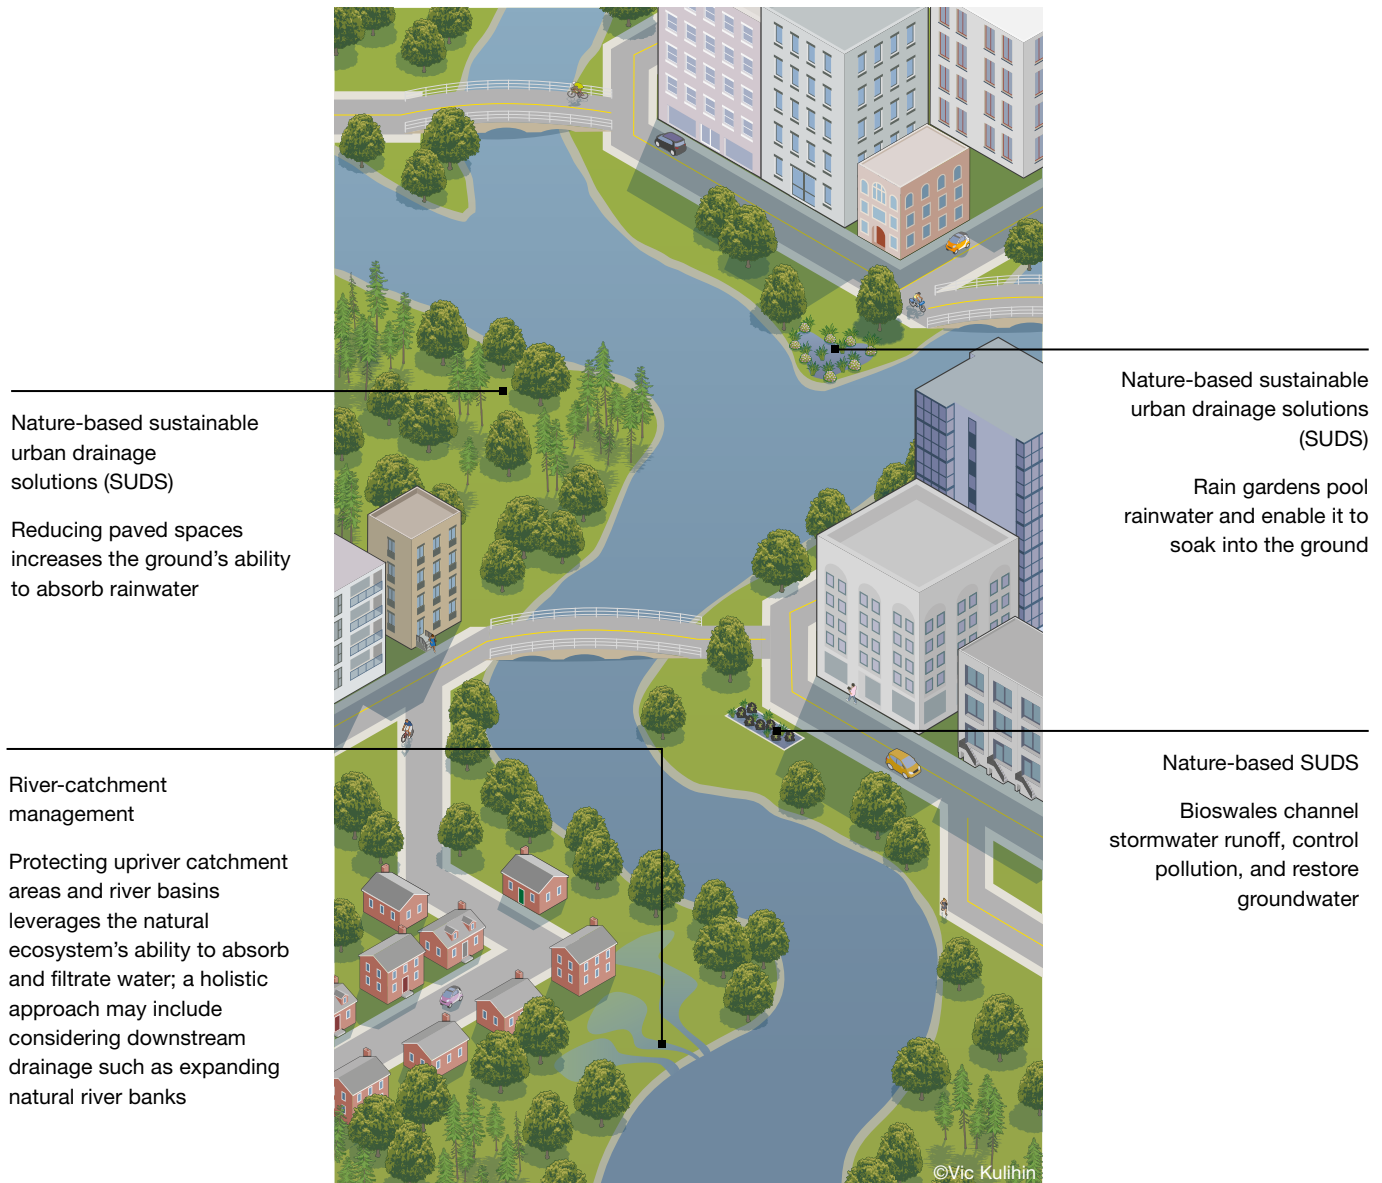 Nature-based sustainable
urban drainage
solutions (SUDS)
Reducing paved spaces
increases the ground’s ability
to absorb rainwater
River-catchment
management
Protecting upriver catchment
areas and river basins
leverages the natural
ecosystem’s ability to absorb
and filtrate water; a holistic
approach may include
considering downstream
drainage such as expanding
natural river banks
Nature-based sustainable
urban drainage solutions
(SUDS)
Rain gardens pool
rainwater and enable it to
soak into the ground
Nature-based SUDS
Bioswales channel
stormwater runoff, control
pollution, and restore
groundwater
©Vic Kulihin